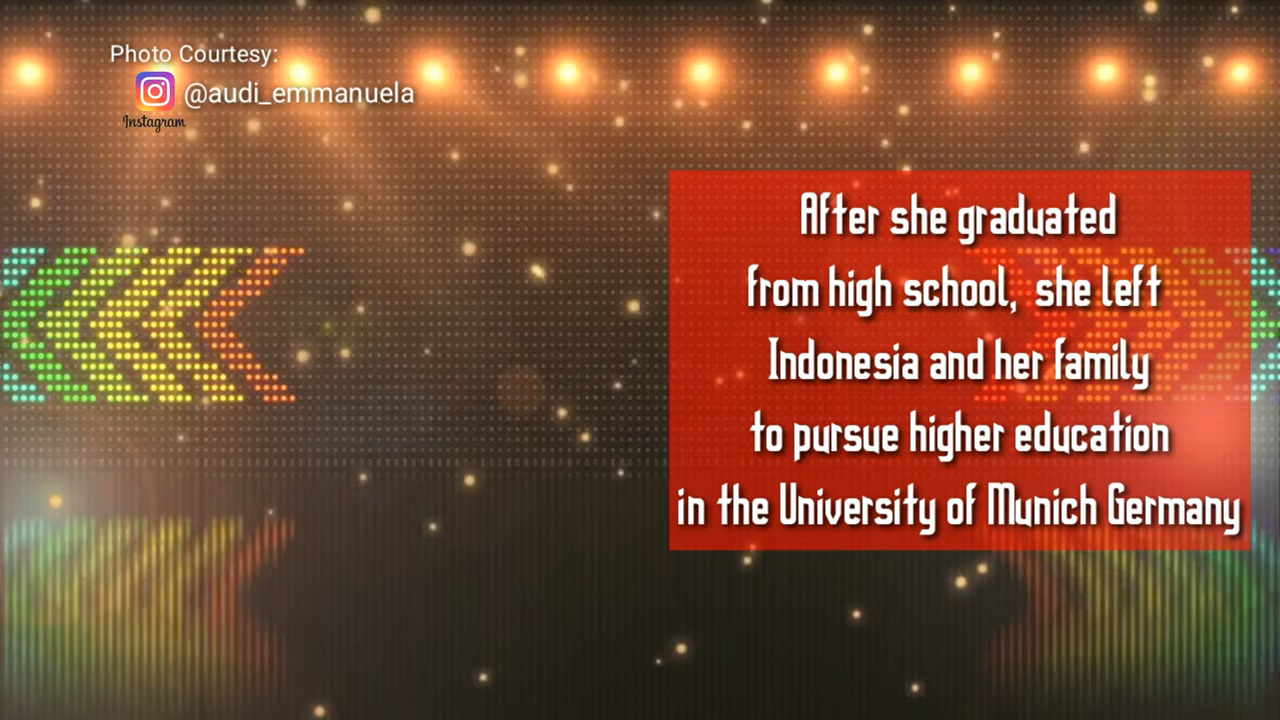 Photo Courtesy:
@audi_emmanuela
Instagram
After she graduated
from high school, she left
Indonesia and her family
to pursue higher education
in the University of Munich Germany